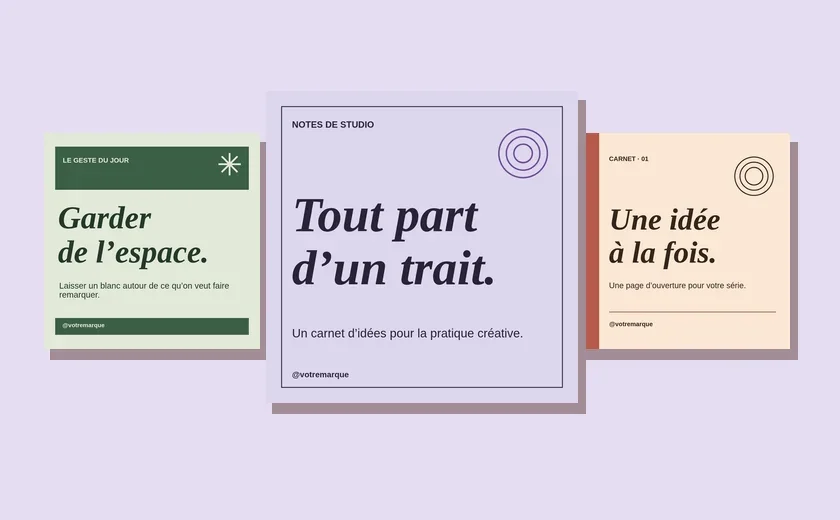 LE GESTE DU JOUR
Garder
de l’espace.
Laisser un blanc autour de ce qu’on veut faire
remarquer.
@votremarque
NOTES DE STUDIO
Tout part
d’un trait.
Un carnet d’idées pour la pratique créative.
@votremarque
CARNET · 01
Une idée
à la fois.
Une page d’ouverture pour votre série.
@votremarque